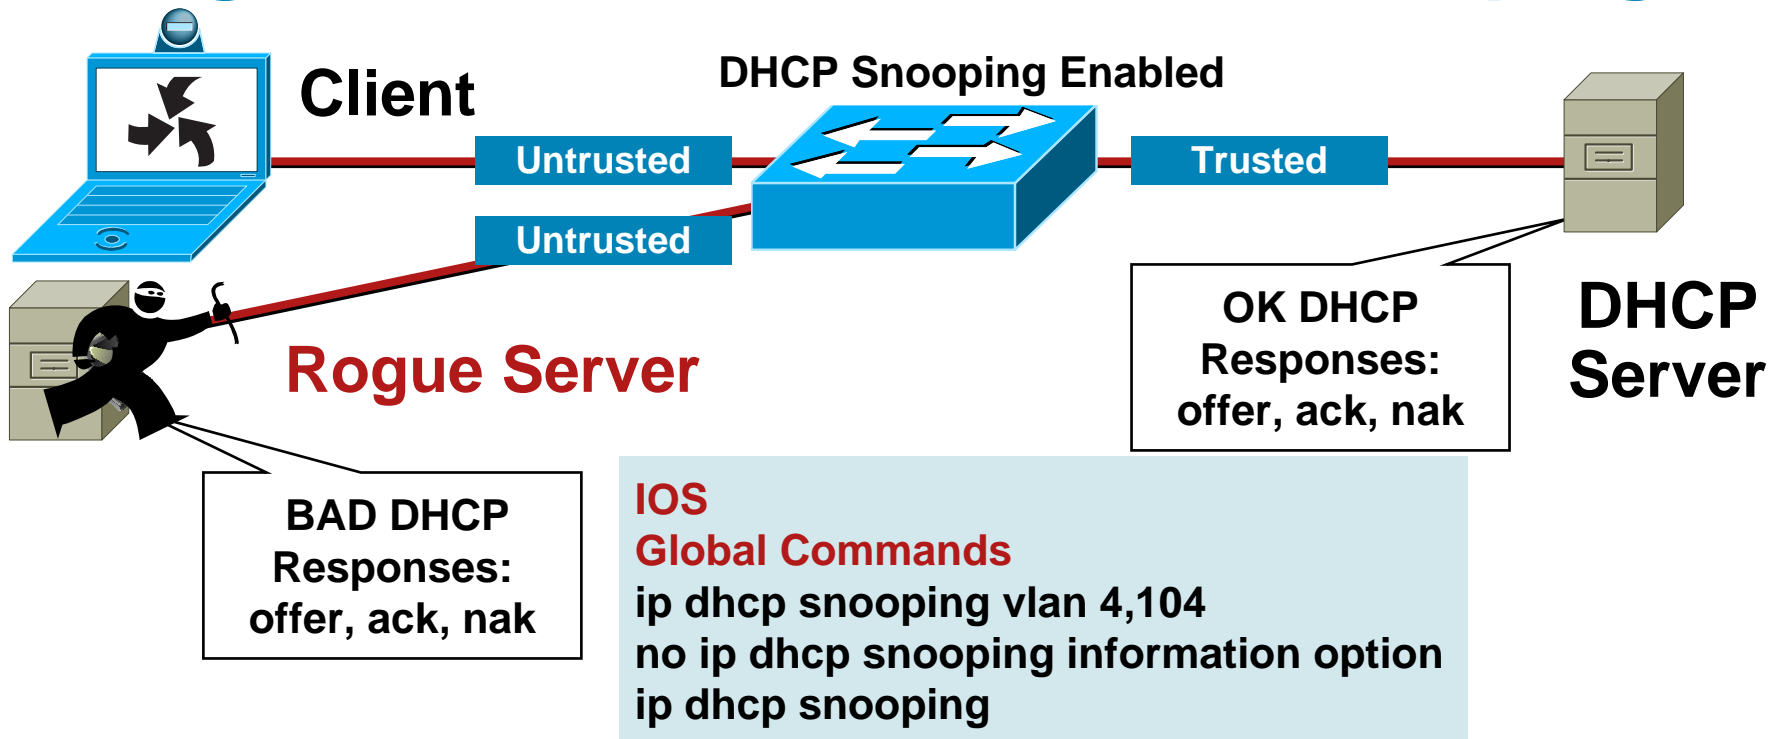 DHCP Snooping Enabled
Client
Untrusted
Trusted
Untrusted
OK DHCP
Responses:
offer, ack, nak
DHCP
Server
Rogue Server
BAD DHCP
Responses:
offer, ack, nak
IOS
Global Commands
ip dhcp snooping vlan 4,104
no ip dhcp snooping information option
ip dhcp snooping